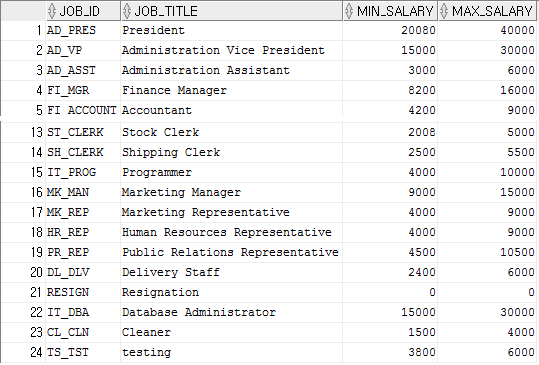 JOB_ID JOB_TITLE MIN_SALARY MAX_SALARY
1 AD_PRES President 20080 40000
2 AD_VP Administration Vice President 15000 30000
3 AD_ASST Administration Assistant 3000 6000
4 FI_MGR Finance Manager 8200 16000
5 FI_ACCOUNT Accountant 4200 9000
13 ST_CLERK Stock Clerk 2008 5000
14 SH_CLERK Shipping Clerk 2500 5500
15 IT_PROG Programmer 4000 10000
16 MK_MAN Marketing Manager 9000 15000
17 MK_REP Marketing Representative 4000 9000
18 HR_REP Human Resources Representative 4000 9000
19 PR_REP Public Relations Representative 4500 10500
20 DL_DLV Delivery Staff 2400 6000
21 RESIGN Resignation 0 0
22 IT_DBA Database Administrator 15000 30000
23 CL_CLN Cleaner 1500 4000
24 TS_TST testing 3800 6000